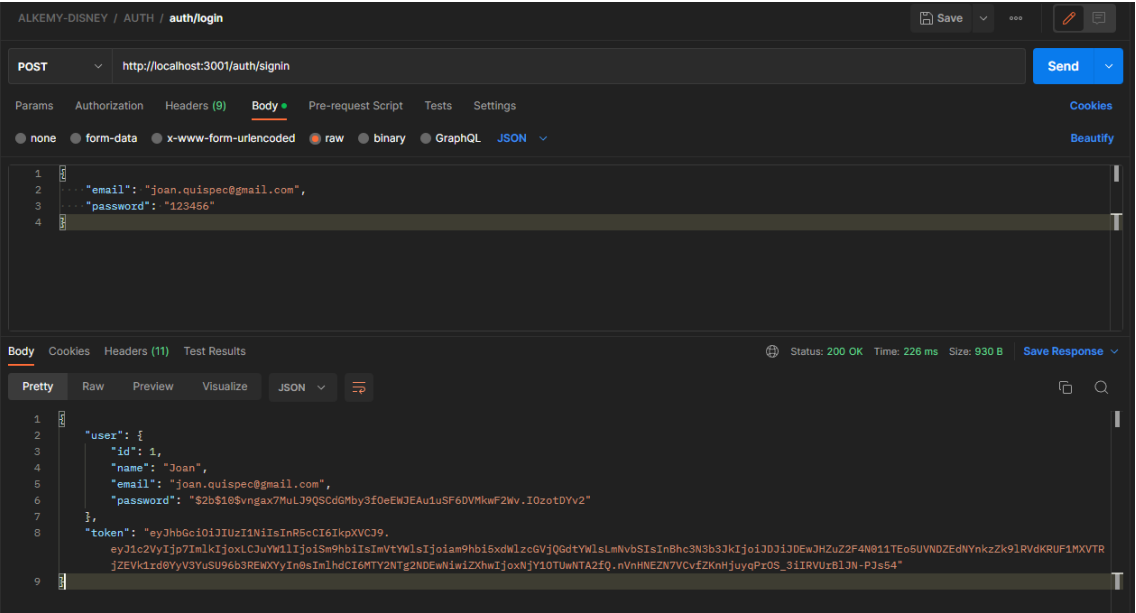 ALKEMY-DISNEY / AUTH / auth/login
Save
POST
http://localhost:3001/auth/signin
Send
Params Authorization Headers (9) Body Pre-request Script Tests Settings Cookies
none form-data x-www-form-urlencoded raw binary GraphQL JSON Beautify
1 {
2 "email": "joan.quispec@gmail.com",
3 "password": "123456"
4 }
Body Cookies Headers (11) Test Results Status: 200 OK Time: 226 ms Size: 930 B Save Response
Pretty Raw Preview Visualize JSON
1 {
2 "user": {
3 "id": 1,
4 "name": "Joan",
5 "email": "joan.quispec@gmail.com",
6 "password": "$2b$10$vngax7MuLJ9QSCdGMby3fOeEWJEAu1uSF6DVMkwF2Wv.IOzotDYv2"
7 },
8 "token": "eyJhbGciOiJIUzI1NiIsInR5cCI6IkpXVCJ9.
9 }